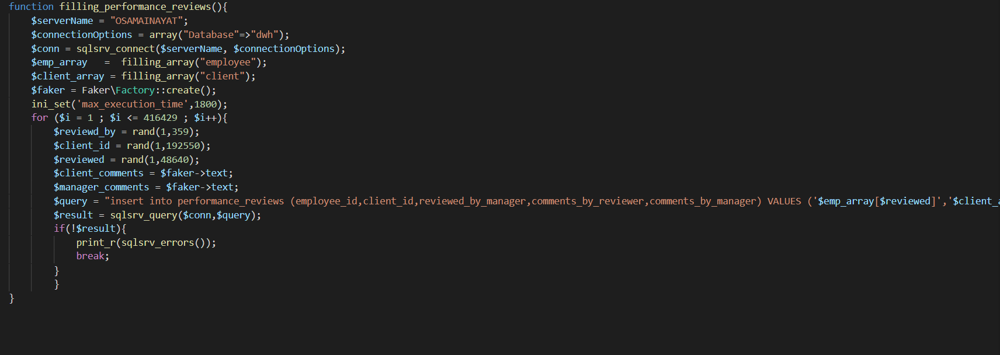 function filling_performance_reviews(){
    $serverName = "OSAMAINAYAT";
    $connectionOptions = array("Database"=>"dwh");
    $conn = sqlsrv_connect($serverName, $connectionOptions);
    $emp_array   =  filling_array("employee");
    $client_array = filling_array("client");
    $faker = Faker\Factory::create();
    ini_set('max_execution_time',1800);
    for ($i = 1 ; $i <= 416429 ; $i++){
        $reviewd_by = rand(1,359);
        $client_id = rand(1,192550);
        $reviewed = rand(1,48640);
        $client_comments = $faker->text;
        $manager_comments = $faker->text;
        $query = "insert into performance_reviews (employee_id,client_id,reviewed_by_manager,comments_by_reviewer,comments_by_manager) VALUES ('$emp_array[$reviewed]','$client_a
        $result = sqlsrv_query($conn,$query);
        if(!$result){
            print_r(sqlsrv_errors());
            break;
        }
        }
}